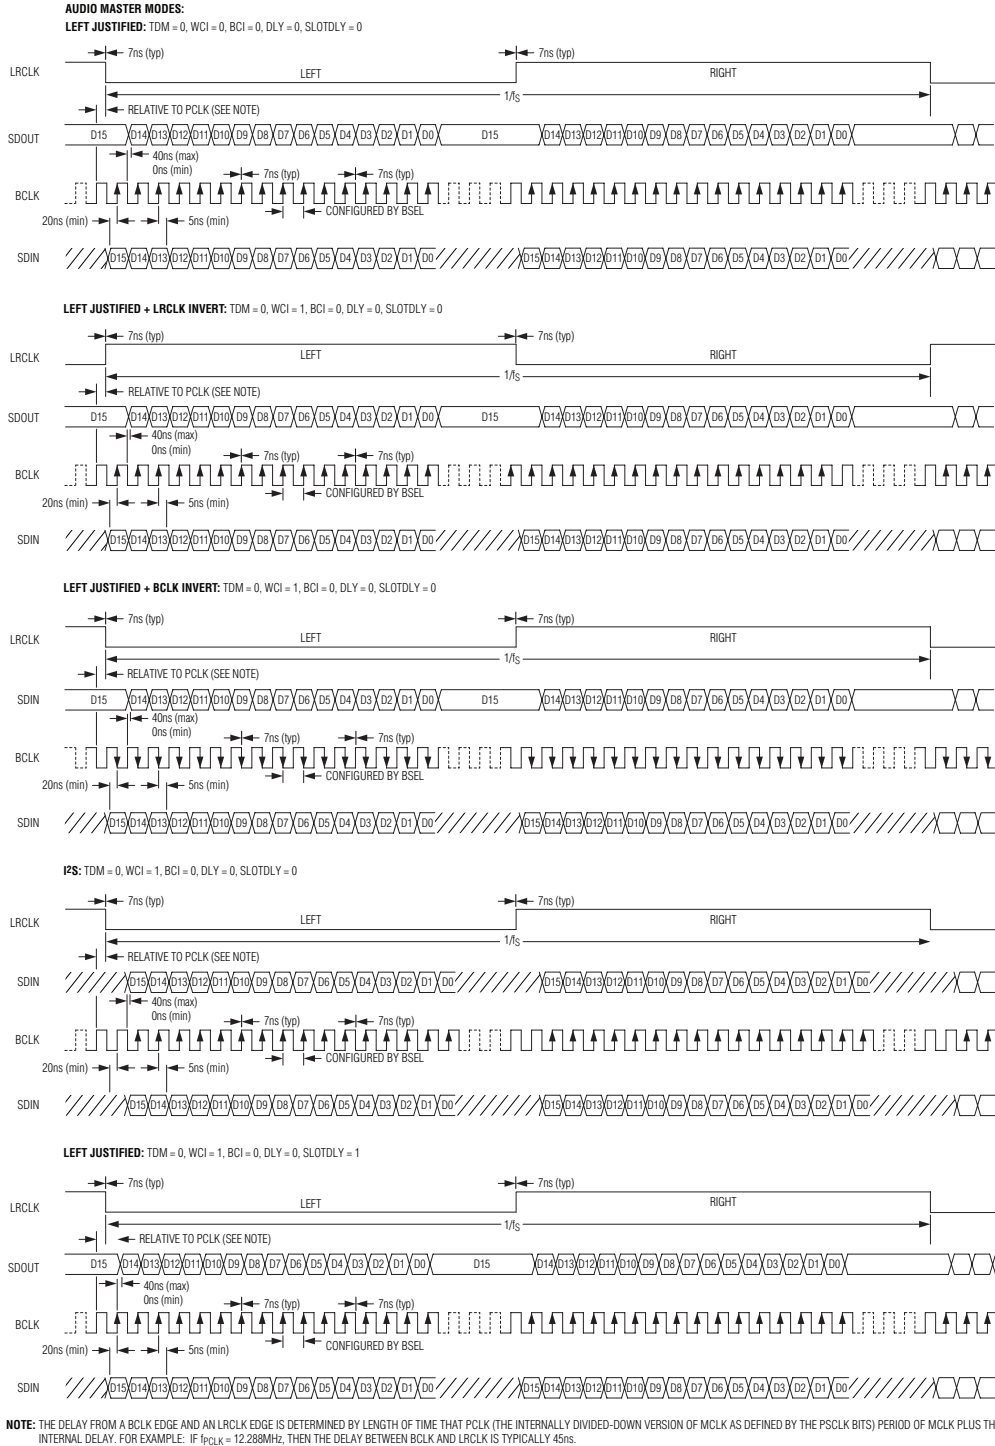 AUDIO MASTER MODES:
LEFT JUSTIFIED: TDM = 0, WCI = 0, BCI = 0, DLY = 0, SLOTDLY = 0
7ns (typ) 7ns (typ)
LRCLK LEFT RIGHT
1/fS
RELATIVE TO PCLK (SEE NOTE)
SDOUT D15 D14 D13 D12 D11 D10 D9 D8 D7 D6 D5 D4 D3 D2 D1 D0 D15 D14 D13 D12 D11 D10 D9 D8 D7 D6 D5 D4 D3 D2 D1 D0
40ns (max)
0ns (min) 7ns (typ) 7ns (typ)
BCLK
CONFIGURED BY BSEL
20ns (min) 5ns (min)
SDIN D15 D14 D13 D12 D11 D10 D9 D8 D7 D6 D5 D4 D3 D2 D1 D0 D15 D14 D13 D12 D11 D10 D9 D8 D7 D6 D5 D4 D3 D2 D1 D0
LEFT JUSTIFIED + LRCLK INVERT: TDM = 0, WCI = 1, BCI = 0, DLY = 0, SLOTDLY = 0
7ns (typ) 7ns (typ)
LRCLK LEFT RIGHT
1/fS
RELATIVE TO PCLK (SEE NOTE)
SDOUT D15 D14 D13 D12 D11 D10 D9 D8 D7 D6 D5 D4 D3 D2 D1 D0 D15 D14 D13 D12 D11 D10 D9 D8 D7 D6 D5 D4 D3 D2 D1 D0
40ns (max)
0ns (min) 7ns (typ) 7ns (typ)
BCLK
CONFIGURED BY BSEL
20ns (min) 5ns (min)
SDIN D15 D14 D13 D12 D11 D10 D9 D8 D7 D6 D5 D4 D3 D2 D1 D0 D15 D14 D13 D12 D11 D10 D9 D8 D7 D6 D5 D4 D3 D2 D1 D0
LEFT JUSTIFIED + BCLK INVERT: TDM = 0, WCI = 1, BCI = 0, DLY = 0, SLOTDLY = 0
7ns (typ) 7ns (typ)
LRCLK LEFT RIGHT
1/fS
RELATIVE TO PCLK (SEE NOTE)
SDIN D15 D14 D13 D12 D11 D10 D9 D8 D7 D6 D5 D4 D3 D2 D1 D0 D15 D14 D13 D12 D11 D10 D9 D8 D7 D6 D5 D4 D3 D2 D1 D0
40ns (max)
0ns (min) 7ns (typ) 7ns (typ)
BCLK
CONFIGURED BY BSEL
20ns (min) 5ns (min)
SDIN D15 D14 D13 D12 D11 D10 D9 D8 D7 D6 D5 D4 D3 D2 D1 D0 D15 D14 D13 D12 D11 D10 D9 D8 D7 D6 D5 D4 D3 D2 D1 D0
I2S: TDM = 0, WCI = 1, BCI = 0, DLY = 0, SLOTDLY = 0
7ns (typ) 7ns (typ)
LRCLK LEFT RIGHT
1/fS
RELATIVE TO PCLK (SEE NOTE)
SDIN D15 D14 D13 D12 D11 D10 D9 D8 D7 D6 D5 D4 D3 D2 D1 D0 D15 D14 D13 D12 D11 D10 D9 D8 D7 D6 D5 D4 D3 D2 D1 D0
40ns (max)
0ns (min) 7ns (typ) 7ns (typ)
BCLK
CONFIGURED BY BSEL
20ns (min) 5ns (min)
SDIN D15 D14 D13 D12 D11 D10 D9 D8 D7 D6 D5 D4 D3 D2 D1 D0 D15 D14 D13 D12 D11 D10 D9 D8 D7 D6 D5 D4 D3 D2 D1 D0
LEFT JUSTIFIED: TDM = 0, WCI = 1, BCI = 0, DLY = 0, SLOTDLY = 1
7ns (typ) 7ns (typ)
LRCLK LEFT RIGHT
1/fS
RELATIVE TO PCLK (SEE NOTE)
SDOUT D15 D14 D13 D12 D11 D10 D9 D8 D7 D6 D5 D4 D3 D2 D1 D0 D15 D14 D13 D12 D11 D10 D9 D8 D7 D6 D5 D4 D3 D2 D1 D0
40ns (max)
0ns (min) 7ns (typ) 7ns (typ)
BCLK
CONFIGURED BY BSEL
20ns (min) 5ns (min)
SDIN D15 D14 D13 D12 D11 D10 D9 D8 D7 D6 D5 D4 D3 D2 D1 D0 D15 D14 D13 D12 D11 D10 D9 D8 D7 D6 D5 D4 D3 D2 D1 D0
NOTE: THE DELAY FROM A BCLK EDGE AND AN LRCLK EDGE IS DETERMINED BY LENGTH OF TIME THAT PCLK (THE INTERNALLY DIVIDED-DOWN VERSION OF MCLK AS DEFINED BY THE PSCLK BITS) PERIOD OF MCLK PLUS TH
INTERNAL DELAY. FOR EXAMPLE: IF fPCLK = 12.288MHz, THEN THE DELAY BETWEEN BCLK AND LRCLK IS TYPICALLY 45ns.